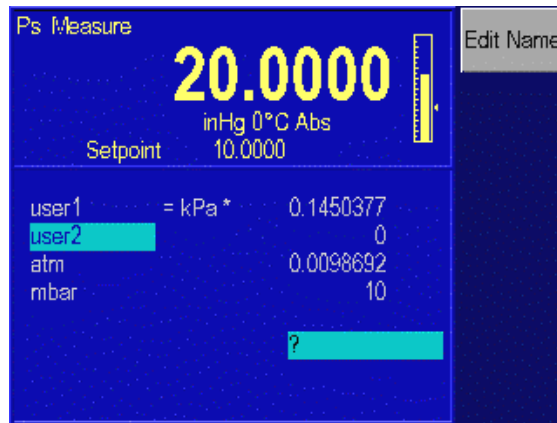 Ps Measure
Edit Name
20.0000
inHg 0°C Abs
Setpoint 10.0000
user1 = kPa * 0.1450377
user2 0
atm 0.0098692
mbar 10
?